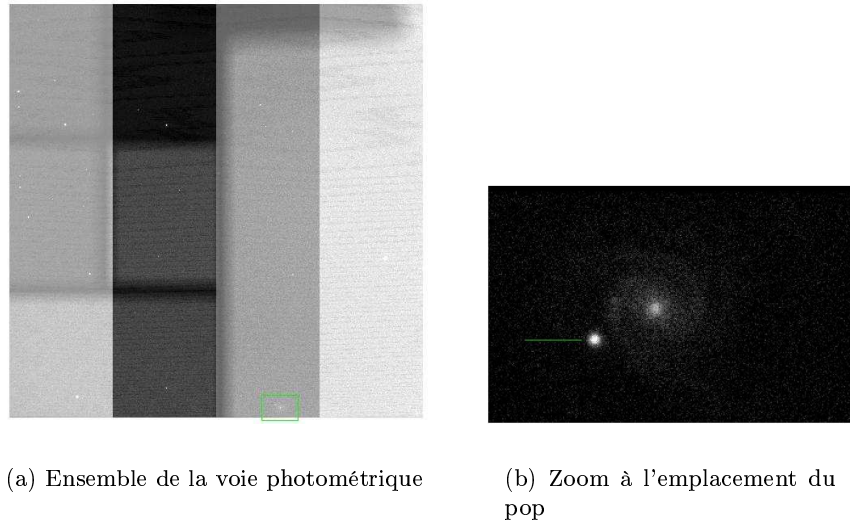 (a) Ensemble de la voie photométrique
(b) Zoom à l'emplacement du
pop